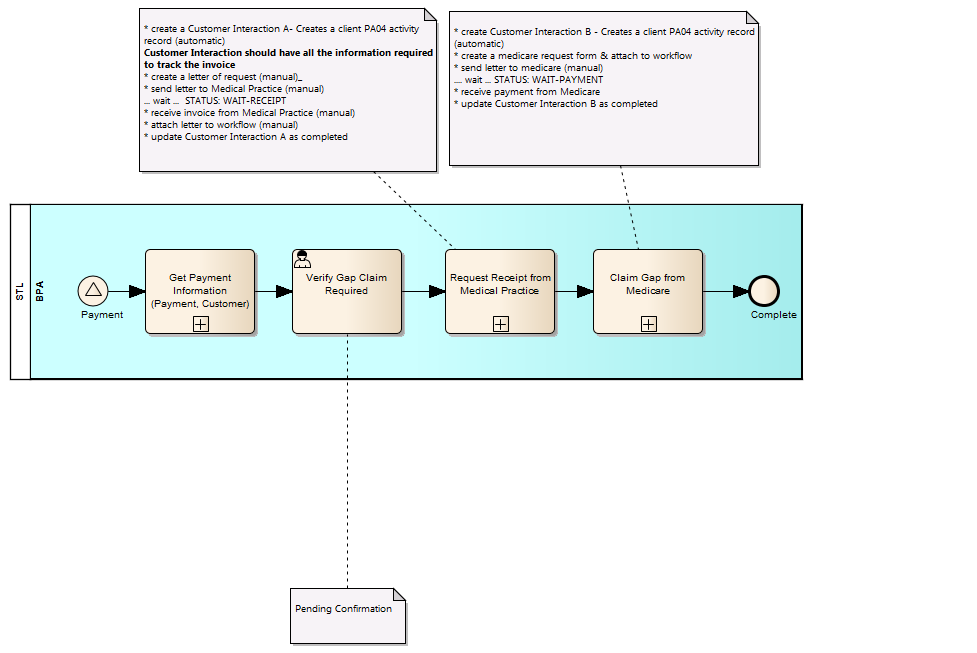 * create a Customer Interaction A- Creates a client PA04 activity
record (automatic)
Customer Interaction should have all the information required
to track the invoice
* create a letter of request (manual)_
* send letter to Medical Practice (manual)
... wait ... STATUS: WAIT-RECEIPT
* receive invoice from Medical Practice (manual)
* attach letter to workflow (manual)
* update Customer Interaction A as completed
* create Customer Interaction B - Creates a client PA04 activity record
(automatic)
* create a medicare request form & attach to workflow
* send letter to medicare (manual)
.... wait ... STATUS: WAIT-PAYMENT
* receive payment from Medicare
* update Customer Interaction B as completed
STL
BPA
Payment
Get Payment
Information
(Payment, Customer)
Verify Gap Claim
Required
Request Receipt from
Medical Practice
Claim Gap from
Medicare
Complete
Pending Confirmation